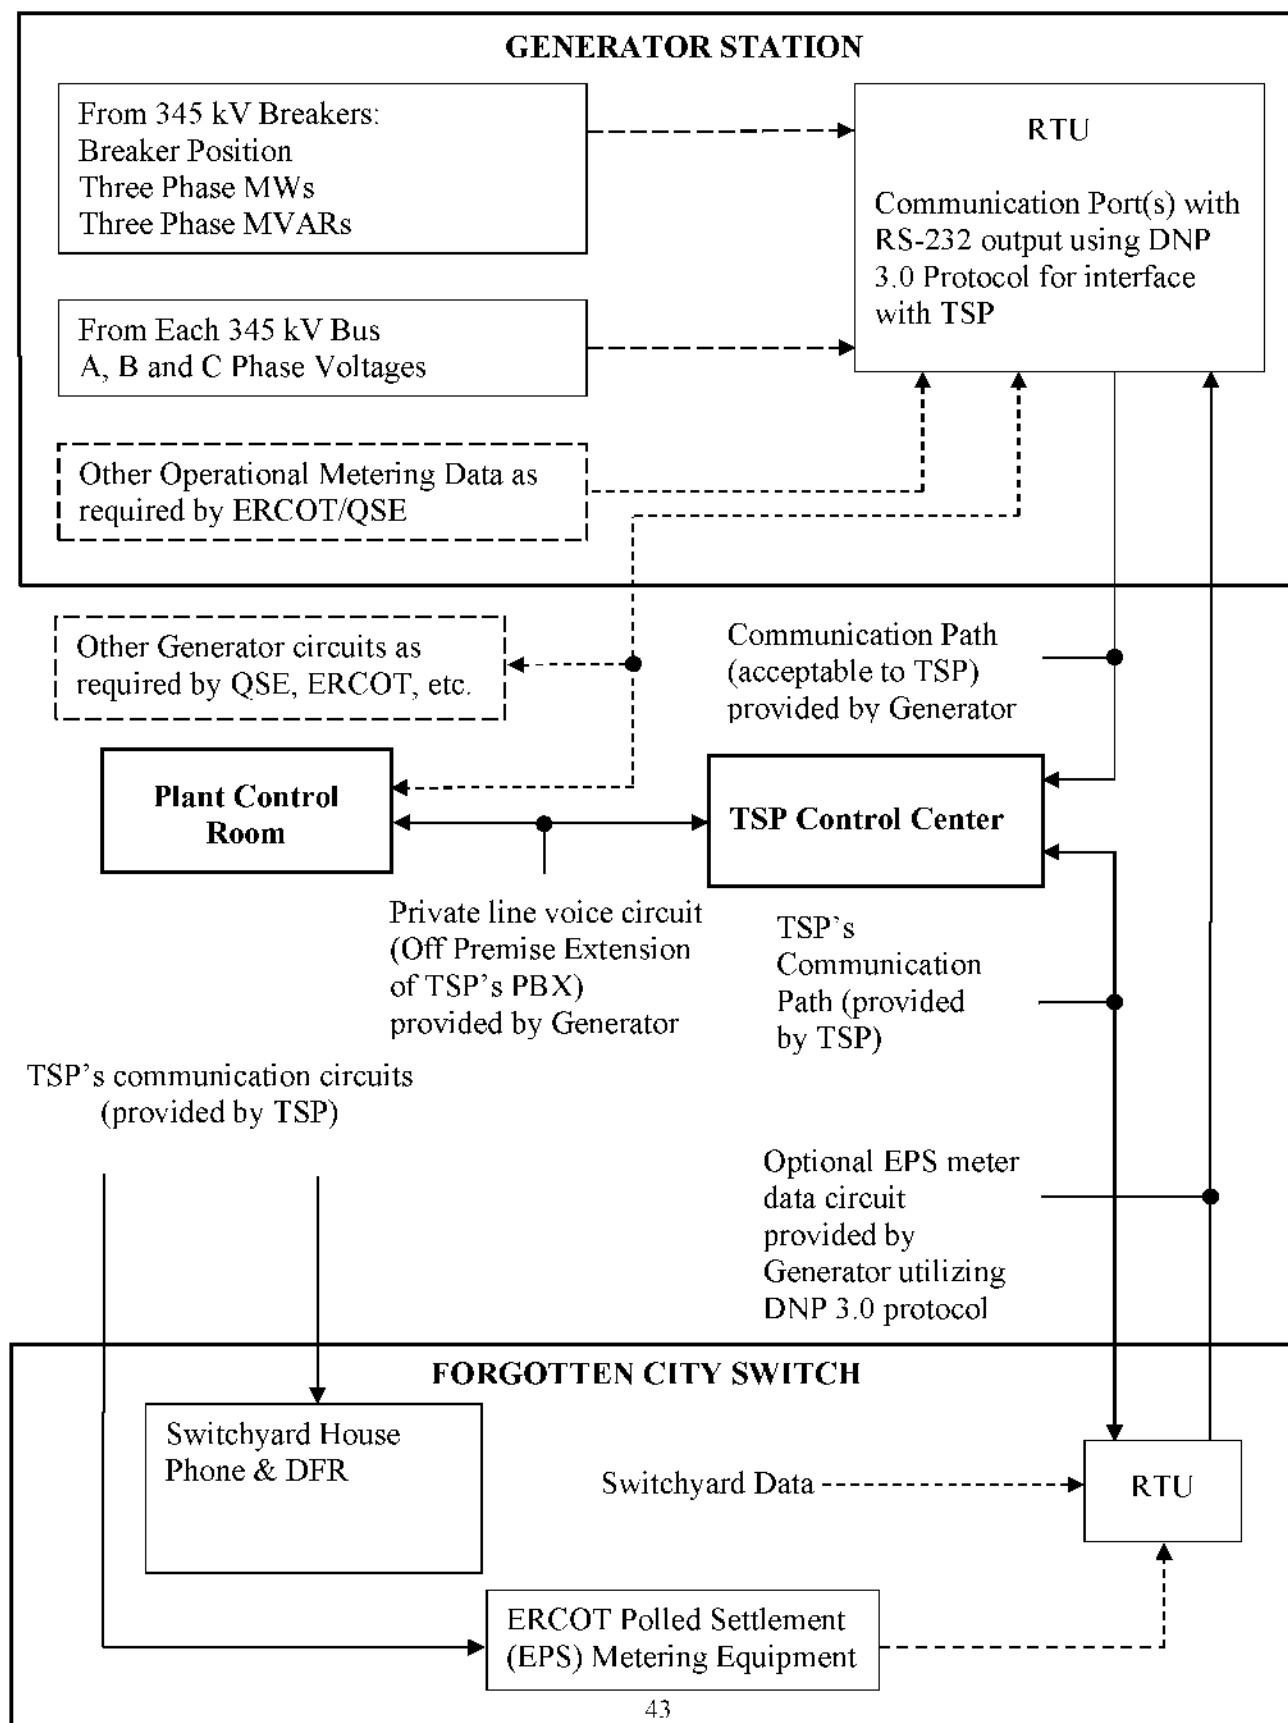 GENERATOR STATION
From 345 kV Breakers:
Breaker Position
Three Phase MWs
Three Phase MVARs
RTU
Communication Port(s) with
RS-232 output using DNP
3.0 Protocol for interface
with TSP
From Each 345 kV Bus
A, B and C Phase Voltages
Other Operational Metering Data as
required by ERCOT/QSE
Other Generator circuits as
required by QSE, ERCOT, etc.
Communication Path
(acceptable to TSP)
provided by Generator
Plant Control
Room
TSP Control Center
Private line voice circuit
(Off Premise Extension
of TSP's PBX)
provided by Generator
TSP's
Communication
Path (provided
by TSP)
TSP's communication circuits
(provided by TSP)
Optional EPS meter
data circuit
provided by
Generator utilizing
DNP 3.0 protocol
FORGOTTEN CITY SWITCH
Switchyard House
Phone & DFR
Switchyard Data
RTU
ERCOT Polled Settlement
(EPS) Metering Equipment
43